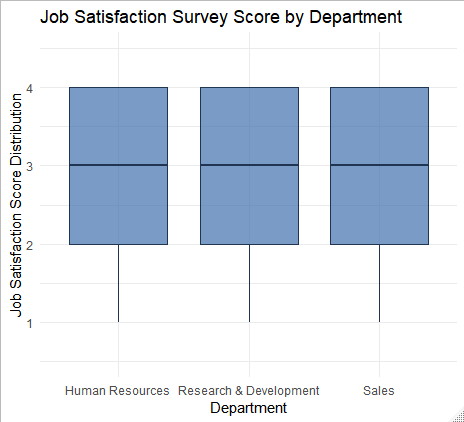 Job Satisfaction Survey Score by Department
Job Satisfaction Score Distribution
4
3
2
1
Human Resources Research & Development Sales
Department